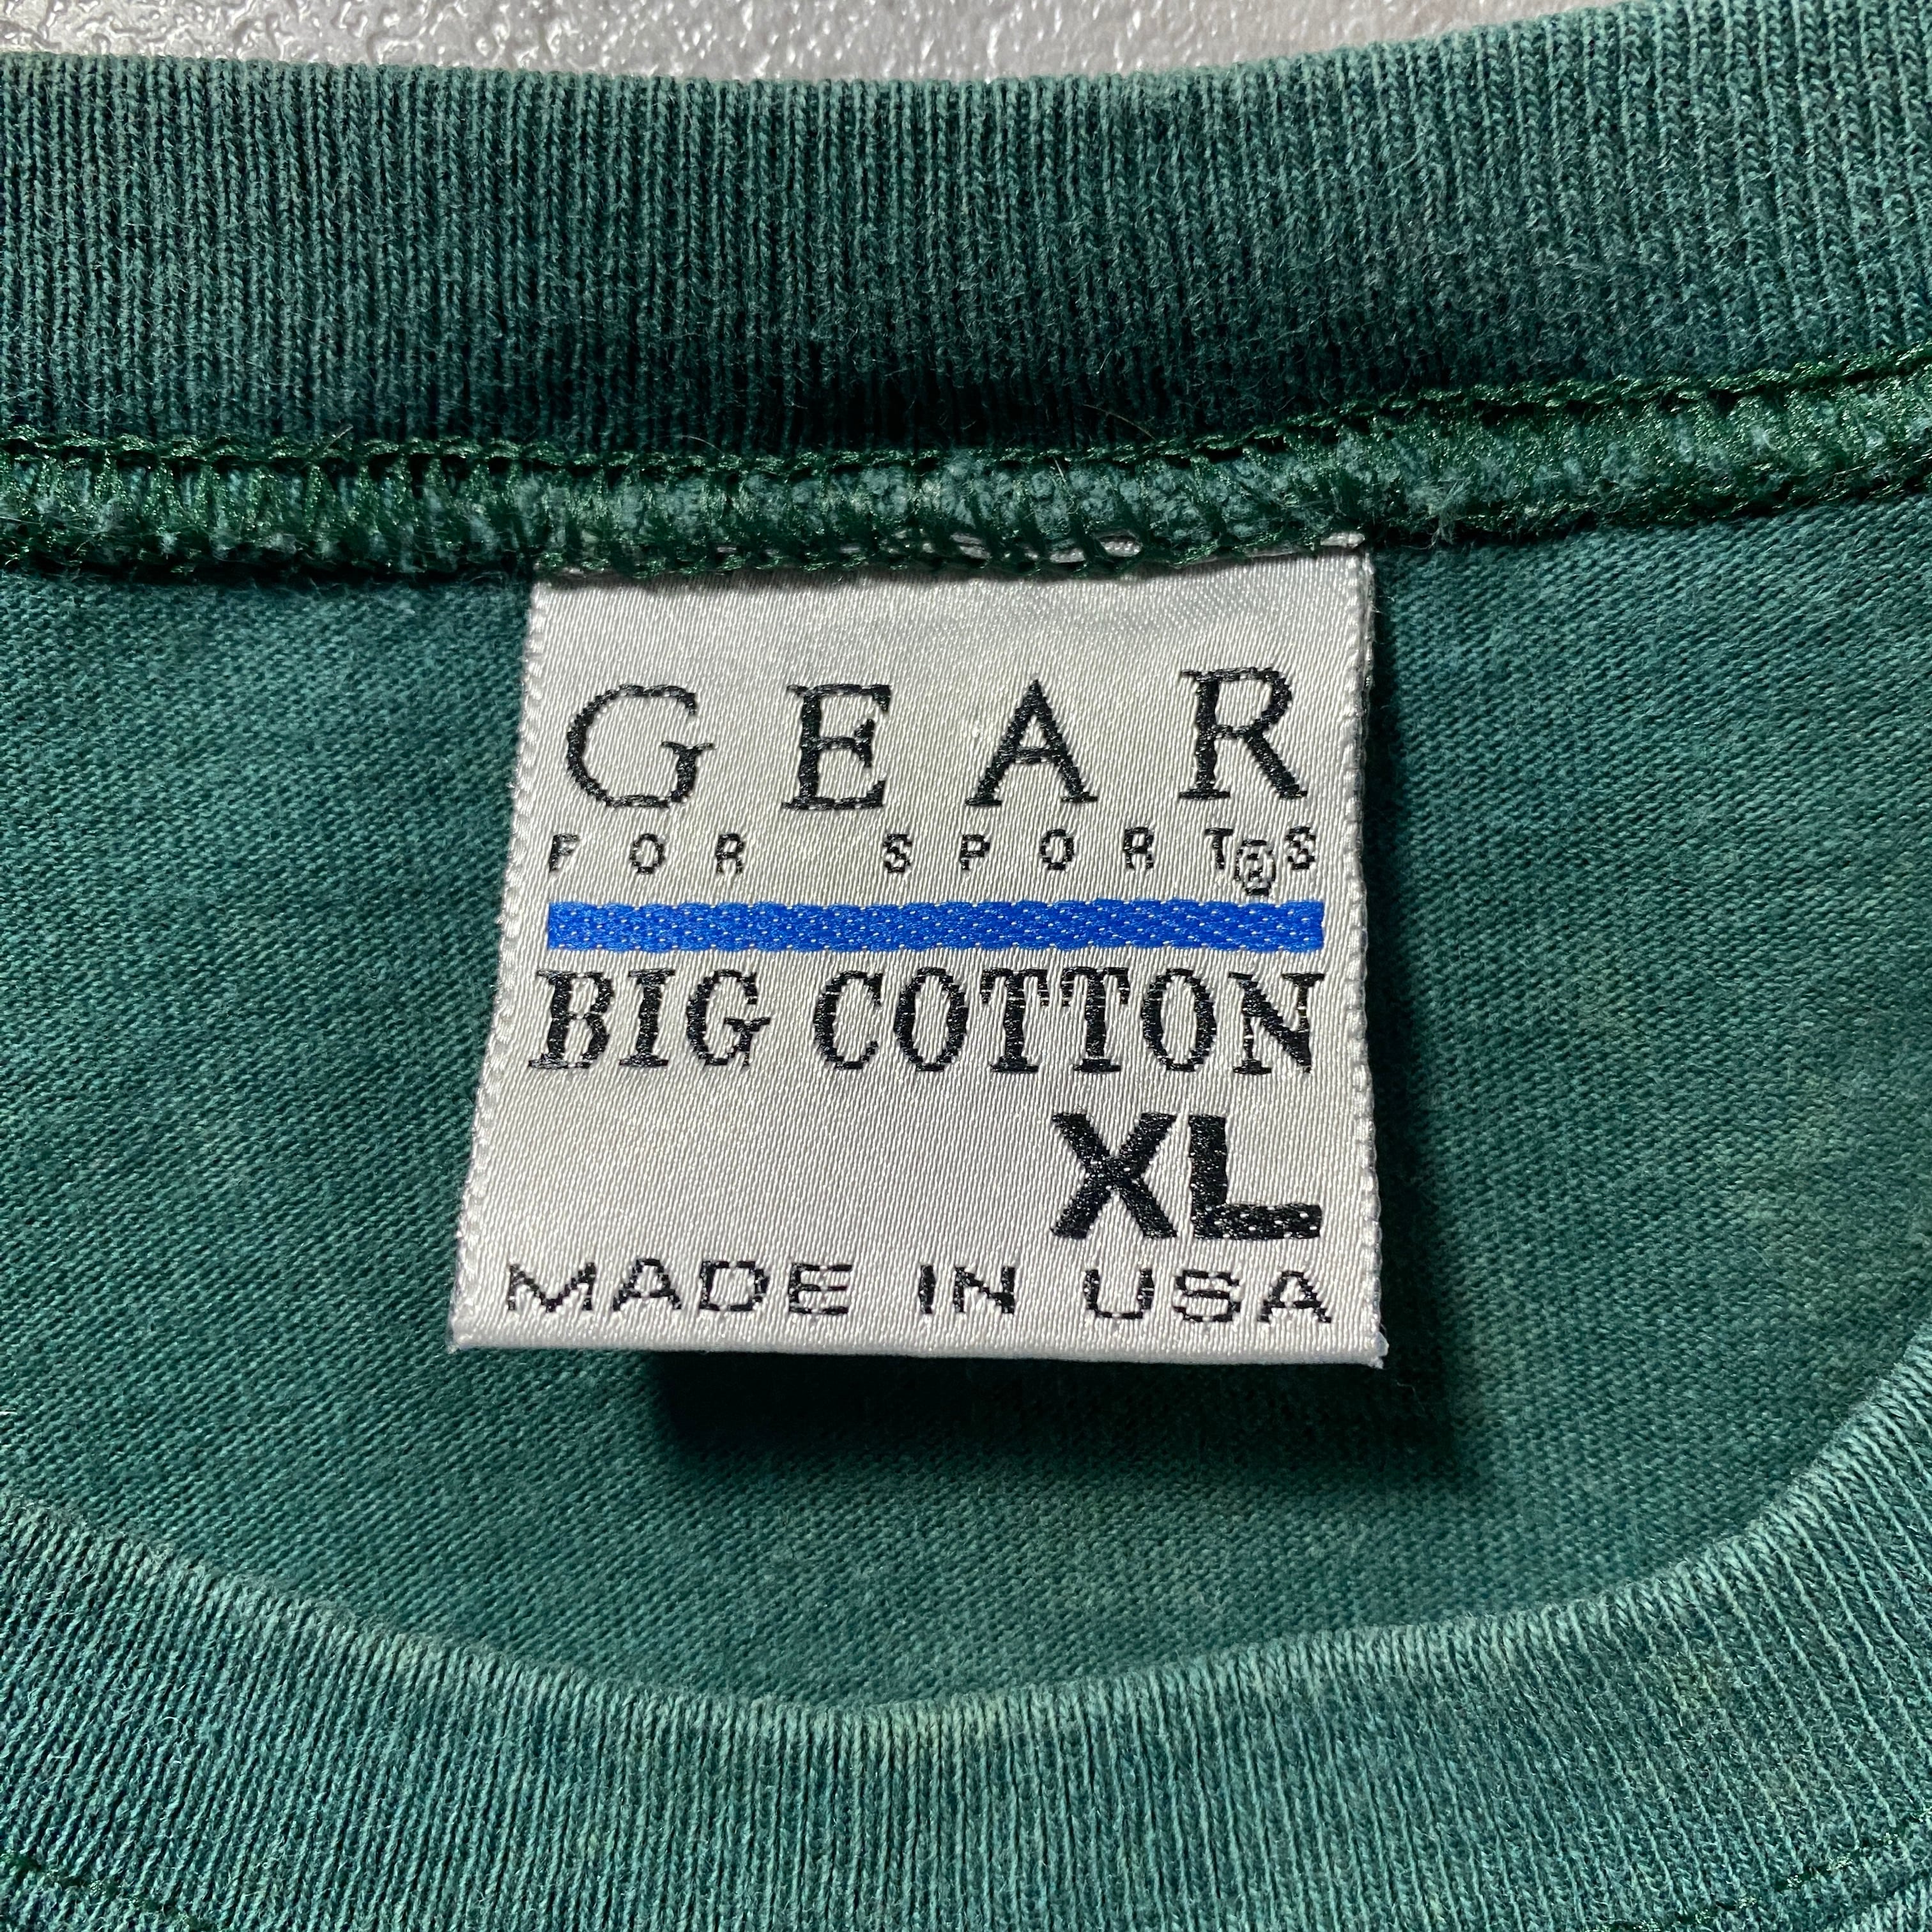 GEAR
FOR SPORTS®
BIG COTTON
XL
MADE IN USA